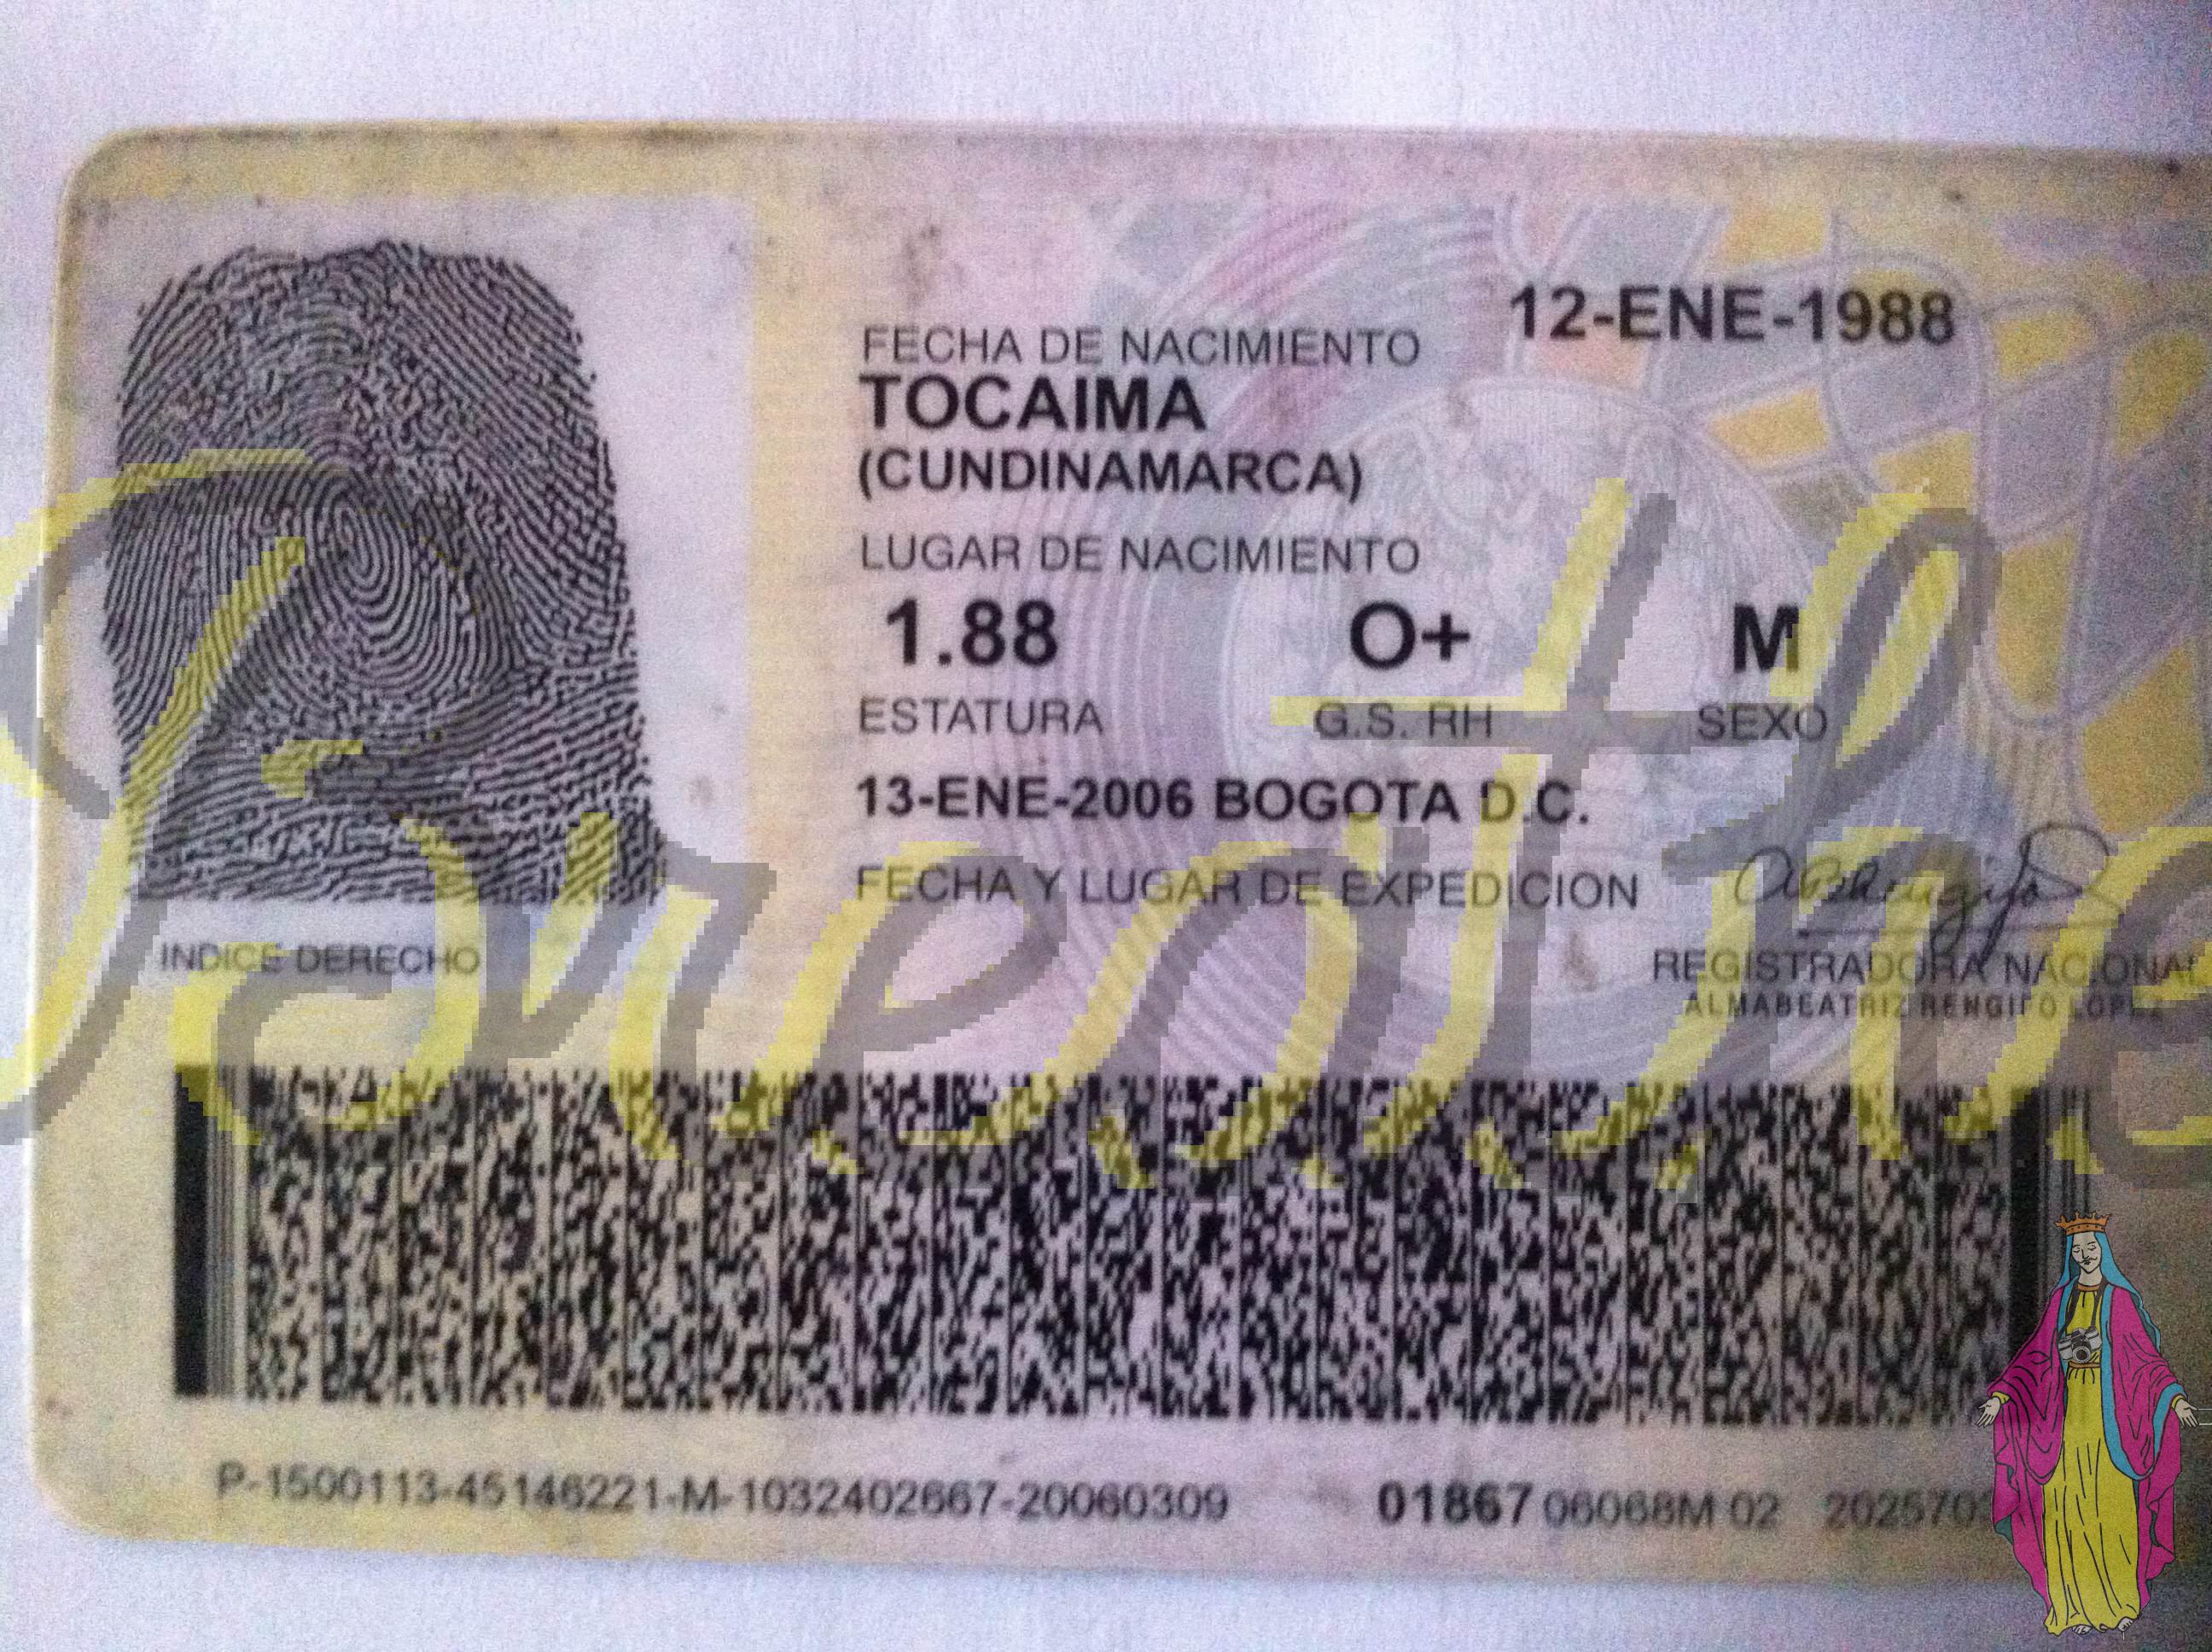 12-ENE-1988
FECHA DE NACIMIENTO
TOCAIMA
(CUNDINAMARCA)
LUGAR DE NACIMIENTO
1.88 O+ M
ESTATURA G.S. RH SEXO
13-ENE-2006 BOGOTA D.C.
FECHA Y LUGAR DE EXPEDICION
INDICE DERECHO
REGISTRADORA NACIONAL
ALMABEATRIZ RENGIFO LOPEZ
P-1500113-45146221-M-1032402667-20060309 01867 06068M 02 202570